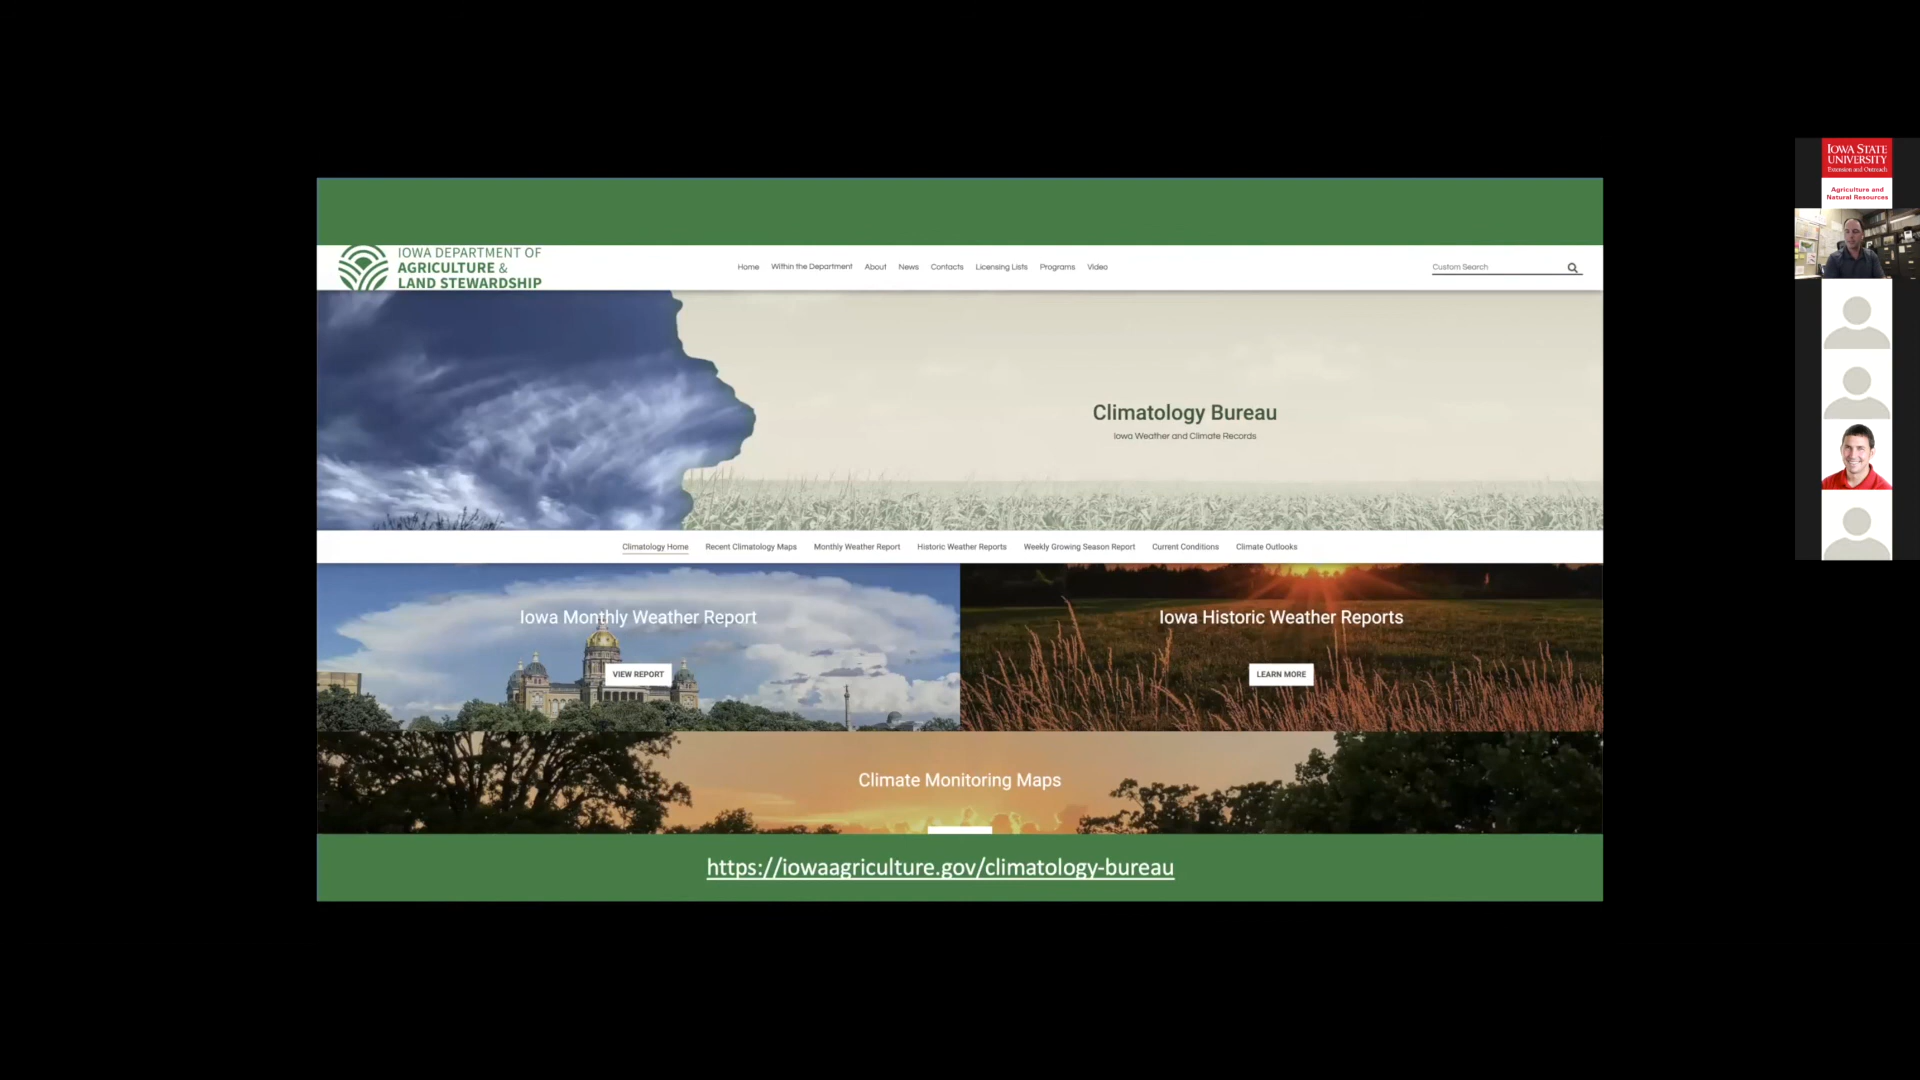 IOWA DEPARTMENT OF
AGRICULTURE &
LAND STEWARDSHIP
Home Within the Department About News Contacts Licensing Lists Programs Video
Custom Search
Climatology Bureau
Iowa Weather and Climate Records
Climatology Home Recent Climatology Maps Monthly Weather Report Historic Weather Reports Weekly Growing Season Report Current Conditions Climate Outlooks
Iowa Monthly Weather Report
VIEW REPORT
Iowa Historic Weather Reports
LEARN MORE
Climate Monitoring Maps
https://iowaagriculture.gov/climatology-bureau
IOWA STATE
UNIVERSITY
Extension and Outreach
Agriculture and
Natural Resources